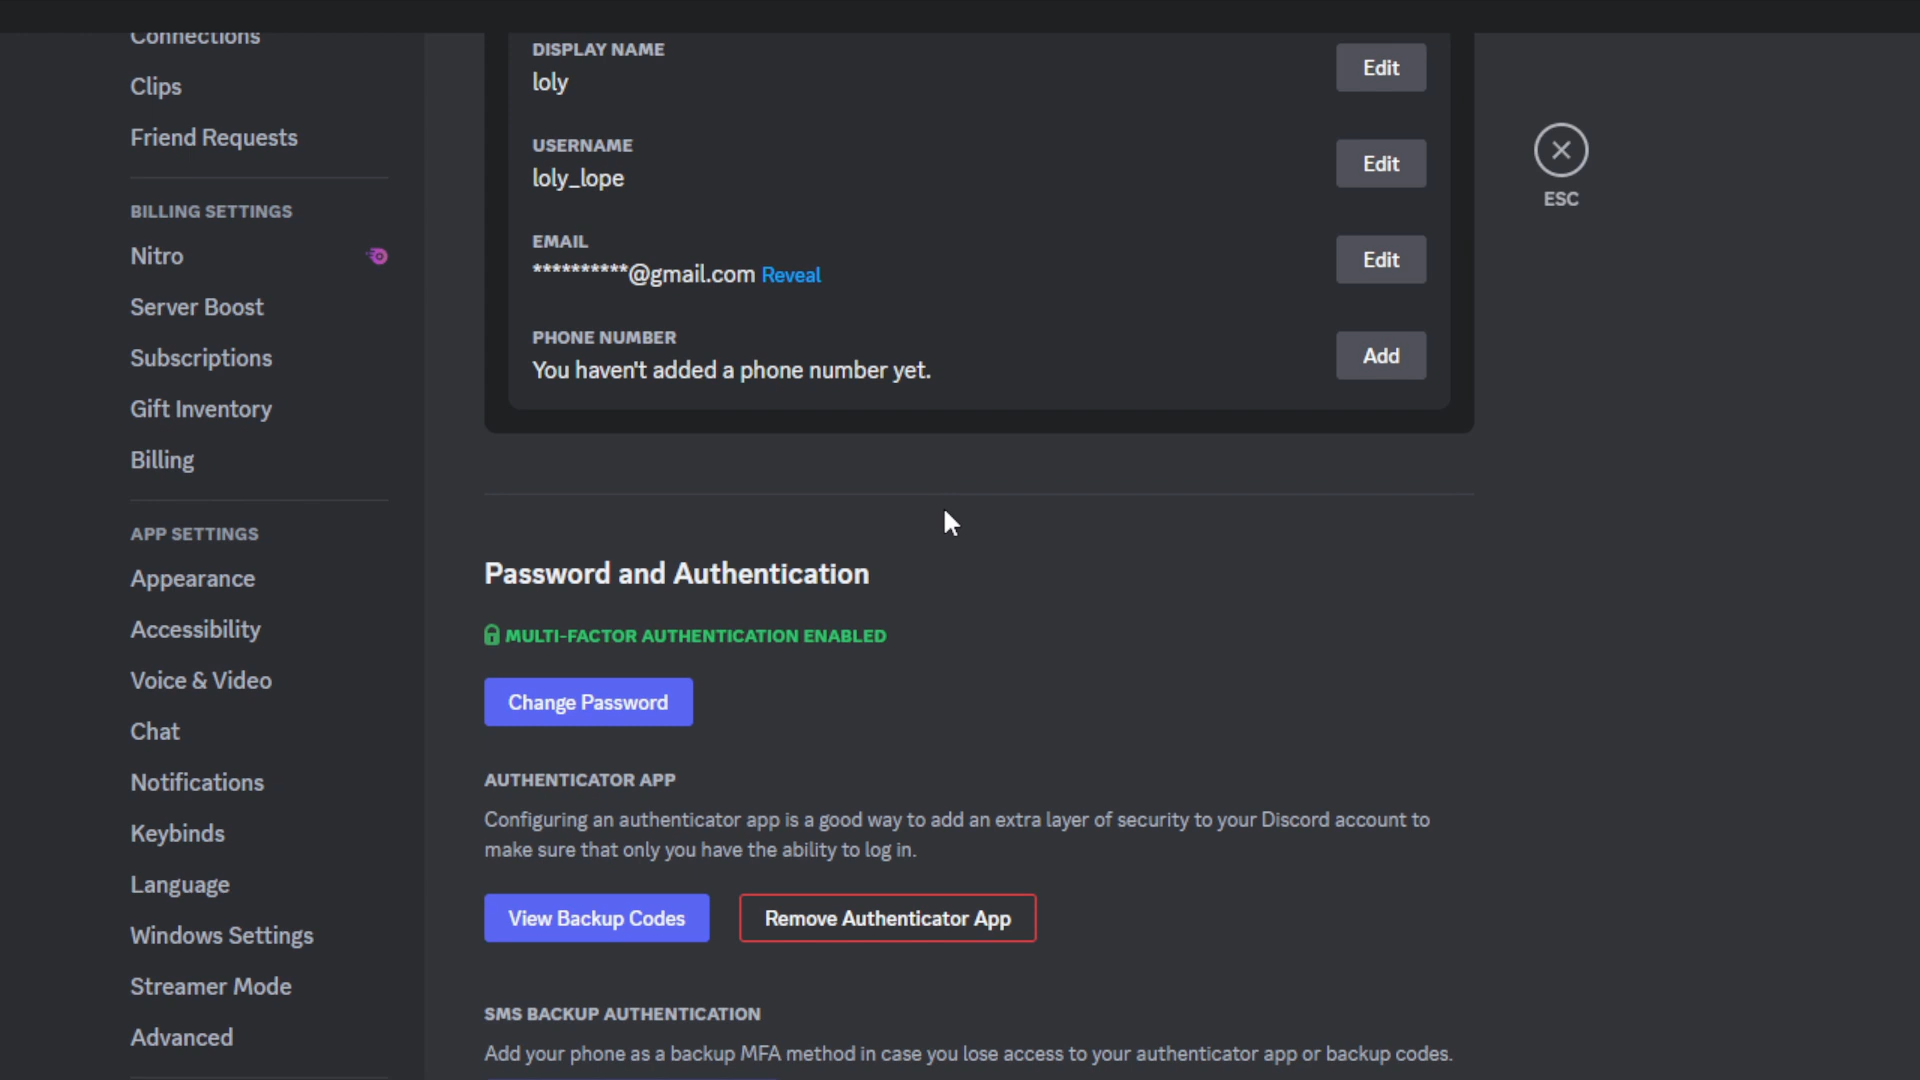 Connections
Clips
Friend Requests
BILLING SETTINGS
Nitro
Server Boost
Subscriptions
Gift Inventory
Billing
APP SETTINGS
Appearance
Accessibility
Voice & Video
Chat
Notifications
Keybinds
Language
Windows Settings
Streamer Mode
Advanced
DISPLAY NAME
loly
Edit
USERNAME
loly_lope
Edit
EMAIL
**********@gmail.com Reveal
Edit
PHONE NUMBER
You haven't added a phone number yet.
Add
Password and Authentication
MULTI-FACTOR AUTHENTICATION ENABLED
Change Password
AUTHENTICATOR APP
Configuring an authenticator app is a good way to add an extra layer of security to your Discord account to
make sure that only you have the ability to log in.
View Backup Codes
Remove Authenticator App
SMS BACKUP AUTHENTICATION
Add your phone as a backup MFA method in case you lose access to your authenticator app or backup codes.
ESC